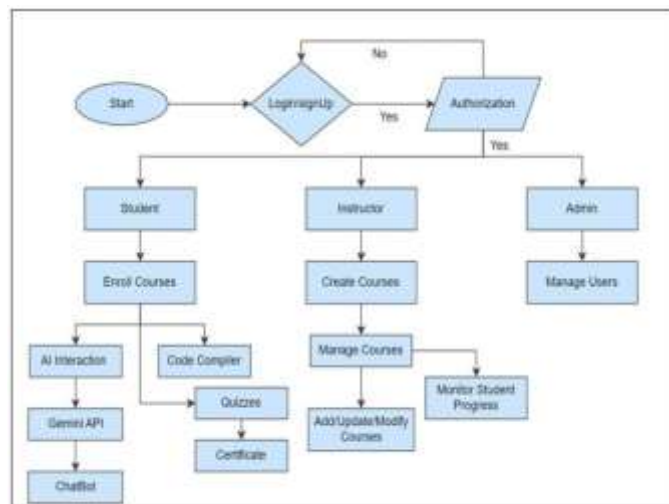 No
Start
Login\signUp
Authorization
Yes
Yes
Student
Instructor
Admin
Enroll Courses
Create Courses
Manage Users
AI Interaction
Code Compiler
Manage Courses
Quizzes
Monitor Student
Progress
Gemini API
Add/Update/Modify
Courses
Certificate
ChatBot